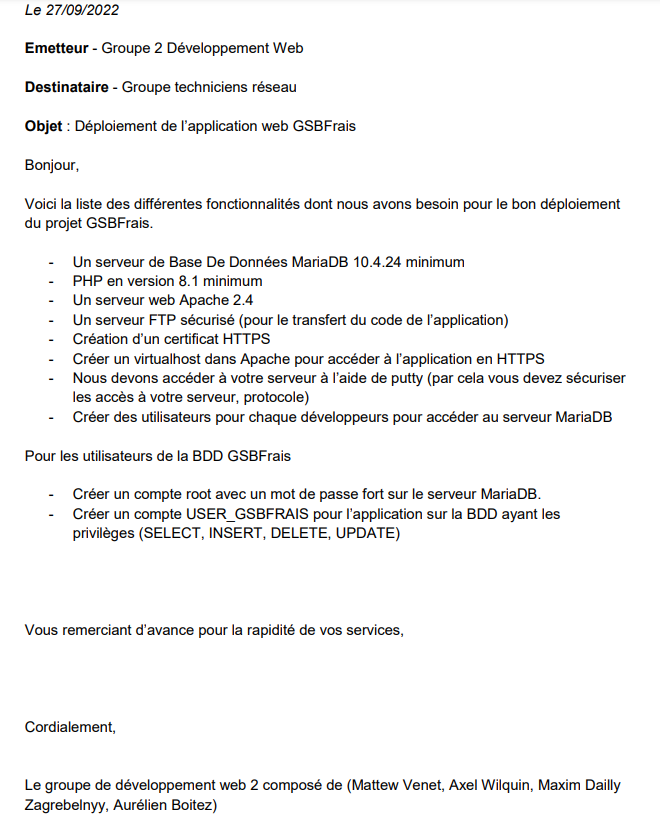 Le 27/09/2022
Emetteur - Groupe 2 Développement Web
Destinataire - Groupe techniciens réseau
Objet : Déploiement de l'application web GSBFrais
Bonjour,
Voici la liste des différentes fonctionnalités dont nous avons besoin pour le bon déploiement
du projet GSBFrais.
- Un serveur de Base De Données MariaDB 10.4.24 minimum
- PHP en version 8.1 minimum
- Un serveur web Apache 2.4
- Un serveur FTP sécurisé (pour le transfert du code de l'application)
- Création d'un certificat HTTPS
- Créer un virtualhost dans Apache pour accéder à l'application en HTTPS
- Nous devons accéder à votre serveur à l'aide de putty (par cela vous devez sécuriser
les accès à votre serveur, protocole)
- Créer des utilisateurs pour chaque développeurs pour accéder au serveur MariaDB
Pour les utilisateurs de la BDD GSBFrais
- Créer un compte root avec un mot de passe fort sur le serveur MariaDB.
- Créer un compte USER_GSBFRAIS pour l'application sur la BDD ayant les
privilèges (SELECT, INSERT, DELETE, UPDATE)
Vous remerciant d'avance pour la rapidité de vos services,
Cordialement,
Le groupe de développement web 2 composé de (Mattew Venet, Axel Wilquin, Maxim Dailly
Zagrebelnyy, Aurélien Boitez)